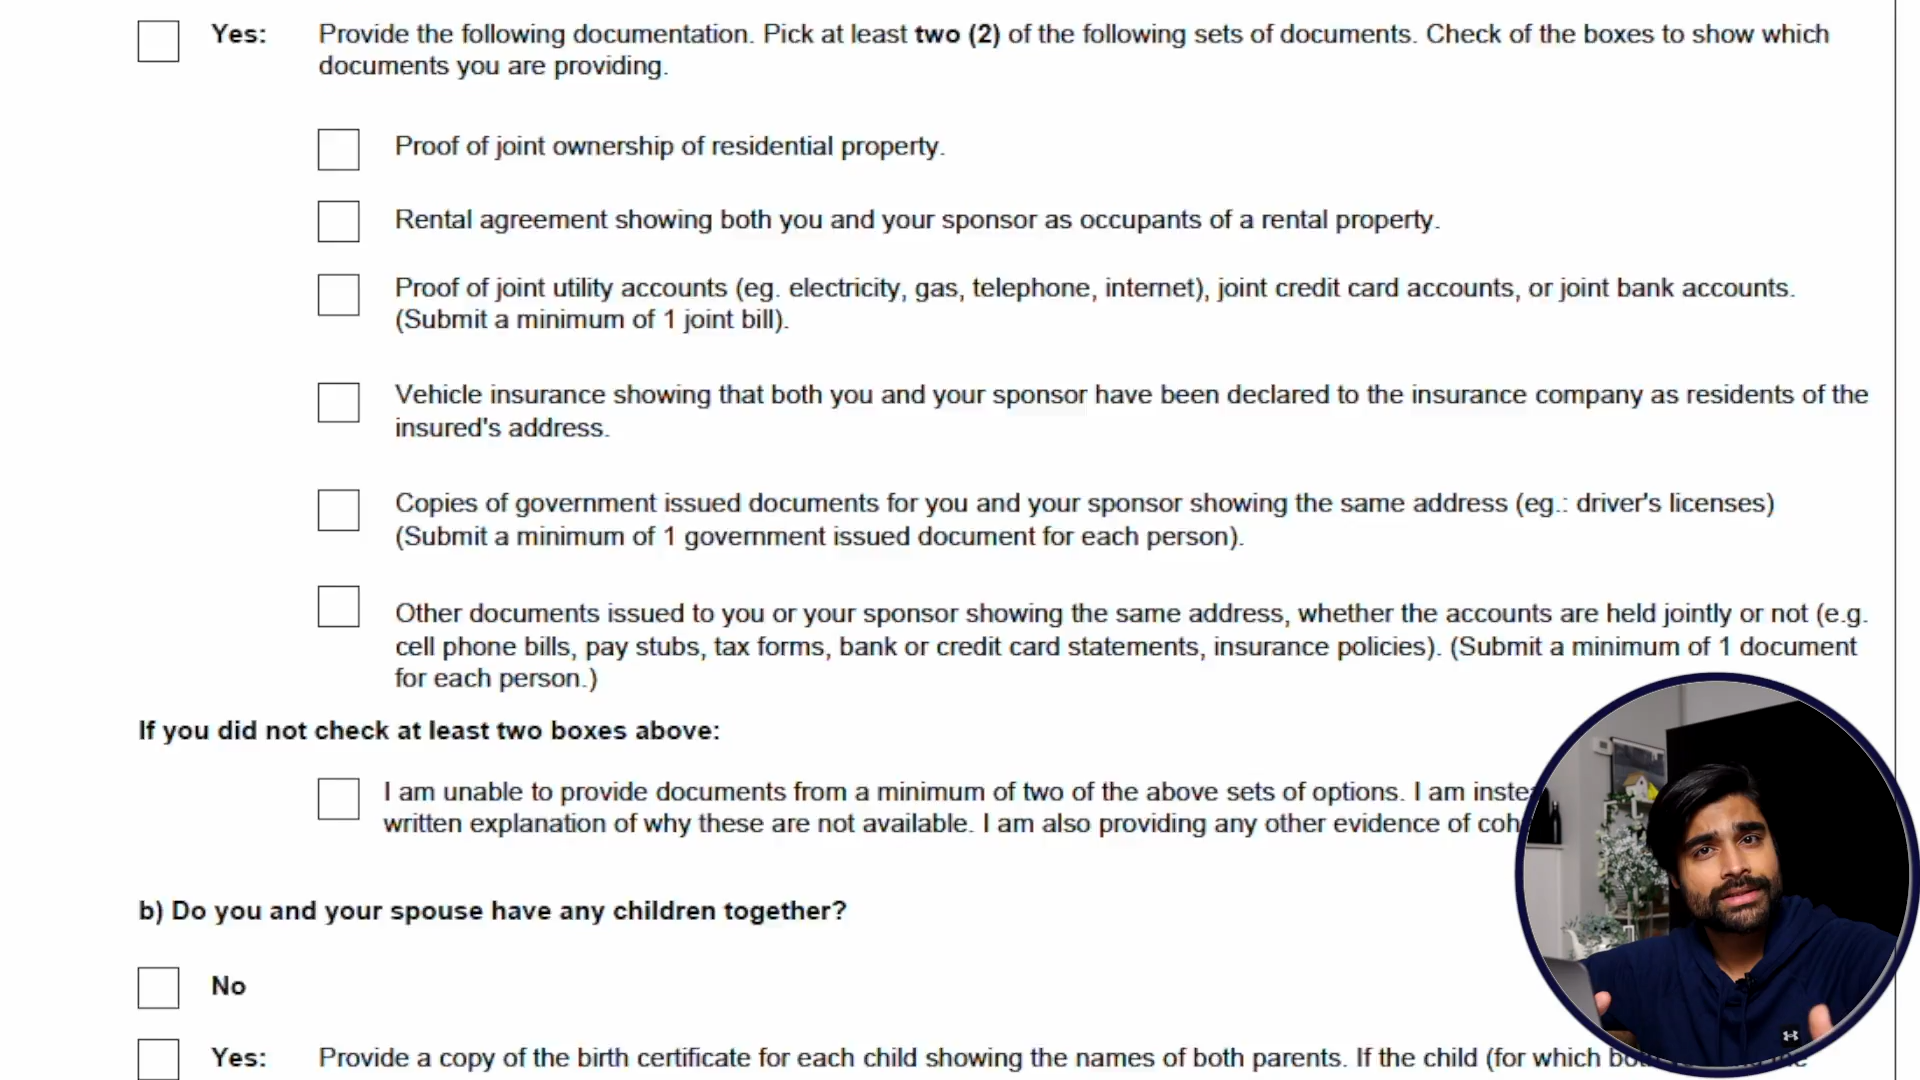 Yes: Provide the following documentation. Pick at least two (2) of the following sets of documents. Check of the boxes to show which
documents you are providing.
Proof of joint ownership of residential property.
Rental agreement showing both you and your sponsor as occupants of a rental property.
Proof of joint utility accounts (eg. electricity, gas, telephone, internet), joint credit card accounts, or joint bank accounts.
(Submit a minimum of 1 joint bill).
Vehicle insurance showing that both you and your sponsor have been declared to the insurance company as residents of the
insured's address.
Copies of government issued documents for you and your sponsor showing the same address (eg.: driver's licenses)
(Submit a minimum of 1 government issued document for each person).
Other documents issued to you or your sponsor showing the same address, whether the accounts are held jointly or not (e.g.
cell phone bills, pay stubs, tax forms, bank or credit card statements, insurance policies). (Submit a minimum of 1 document
for each person.)
If you did not check at least two boxes above:
I am unable to provide documents from a minimum of two of the above sets of options. I am
written explanation of why these are not available. I am also providing any other evidence of
b) Do you and your spouse have any children together?
No
Yes: Provide a copy of the birth certificate for each child showing the names of both parents. If the child (for which